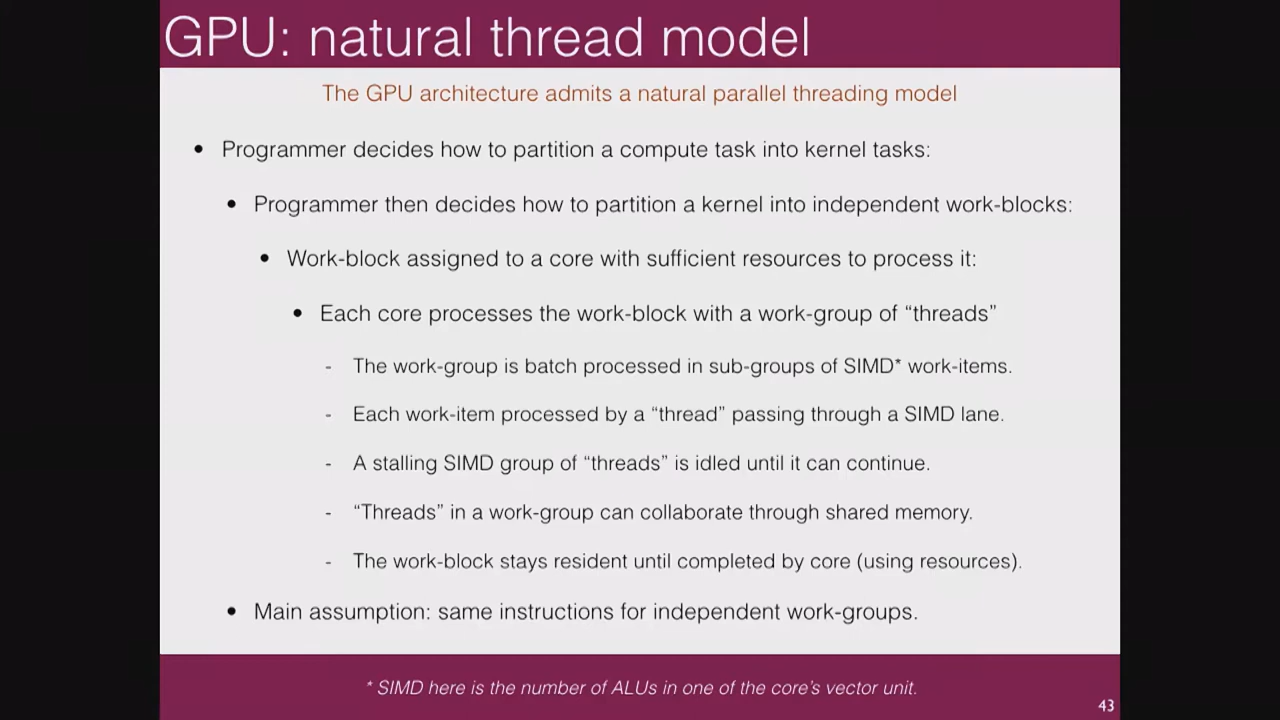 GPU: natural thread model
The GPU architecture admits a natural parallel threading model
• Programmer decides how to partition a compute task into kernel tasks:
• Programmer then decides how to partition a kernel into independent work-blocks:
• Work-block assigned to a core with sufficient resources to process it:
• Each core processes the work-block with a work-group of “threads”
- The work-group is batch processed in sub-groups of SIMD* work-items.
- Each work-item processed by a “thread” passing through a SIMD lane.
- A stalling SIMD group of “threads” is idled until it can continue.
- “Threads” in a work-group can collaborate through shared memory.
- The work-block stays resident until completed by core (using resources).
• Main assumption: same instructions for independent work-groups.
* SIMD here is the number of ALUs in one of the core’s vector unit.
43